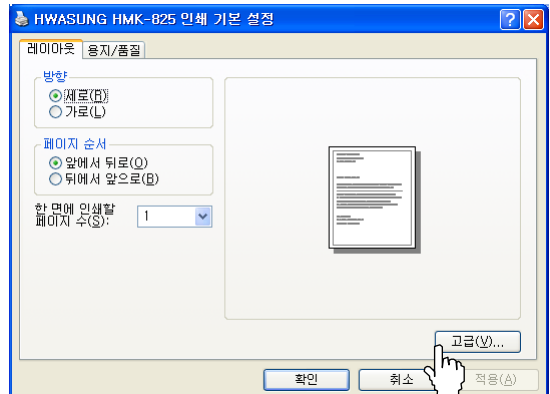 HWASUNG HMK-825 인쇄 기본 설정
레이아웃 용지/품질
방향
세로(R)
가로(L)
페이지 순서
앞에서 뒤로(O)
뒤에서 앞으로(B)
한 면에 인쇄할
페이지 수(S): 1
고급(V)...
확인 취소 적용(A)